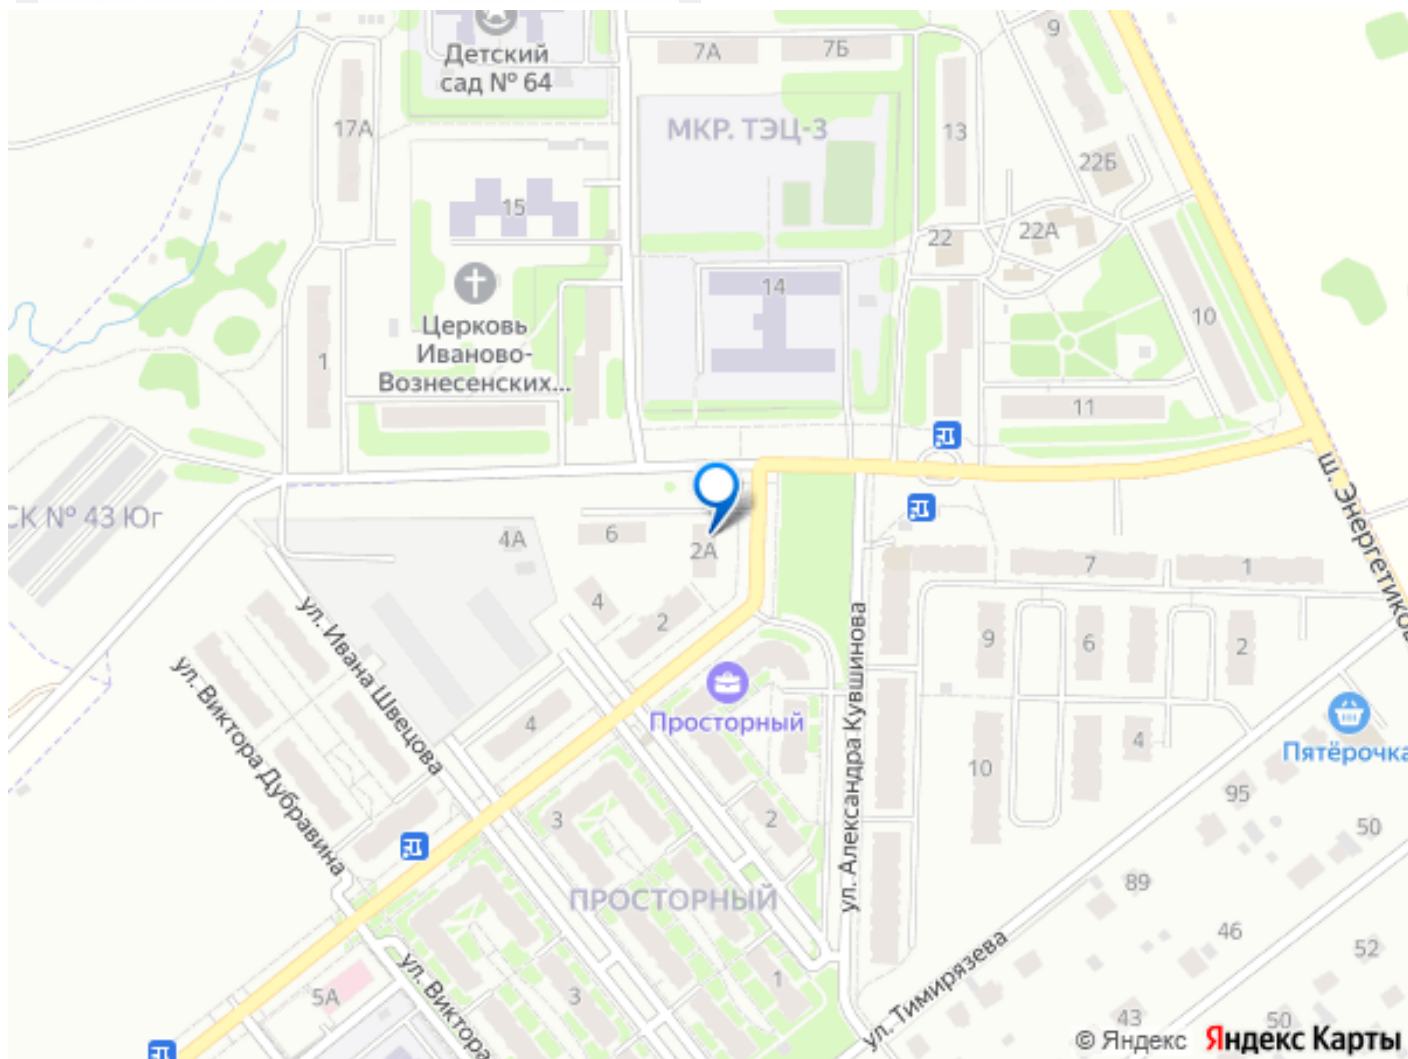 Детский
сад № 64
7А
7Б
9
17А
МКР. ТЭЦ-3
13
22Б
15
22
22А
14
10
1
Церковь
Иваново-
Вознесенских...
11
СК № 43 Юг
4А
6
2А
7
1
ш. Энергетиков
4
2
9
6
2
ул. Ивана Швецова
ул. Виктора Дубравина
ул. Александра Кувшинова
Просторный
4
4
10
Пятёрочка
95
3
2
50
89
ПРОСТОРНЫЙ
46
52
ул. Тимирязева
ул. Виктора
5А
3
1
43
50
© Яндекс Яндекс Карты